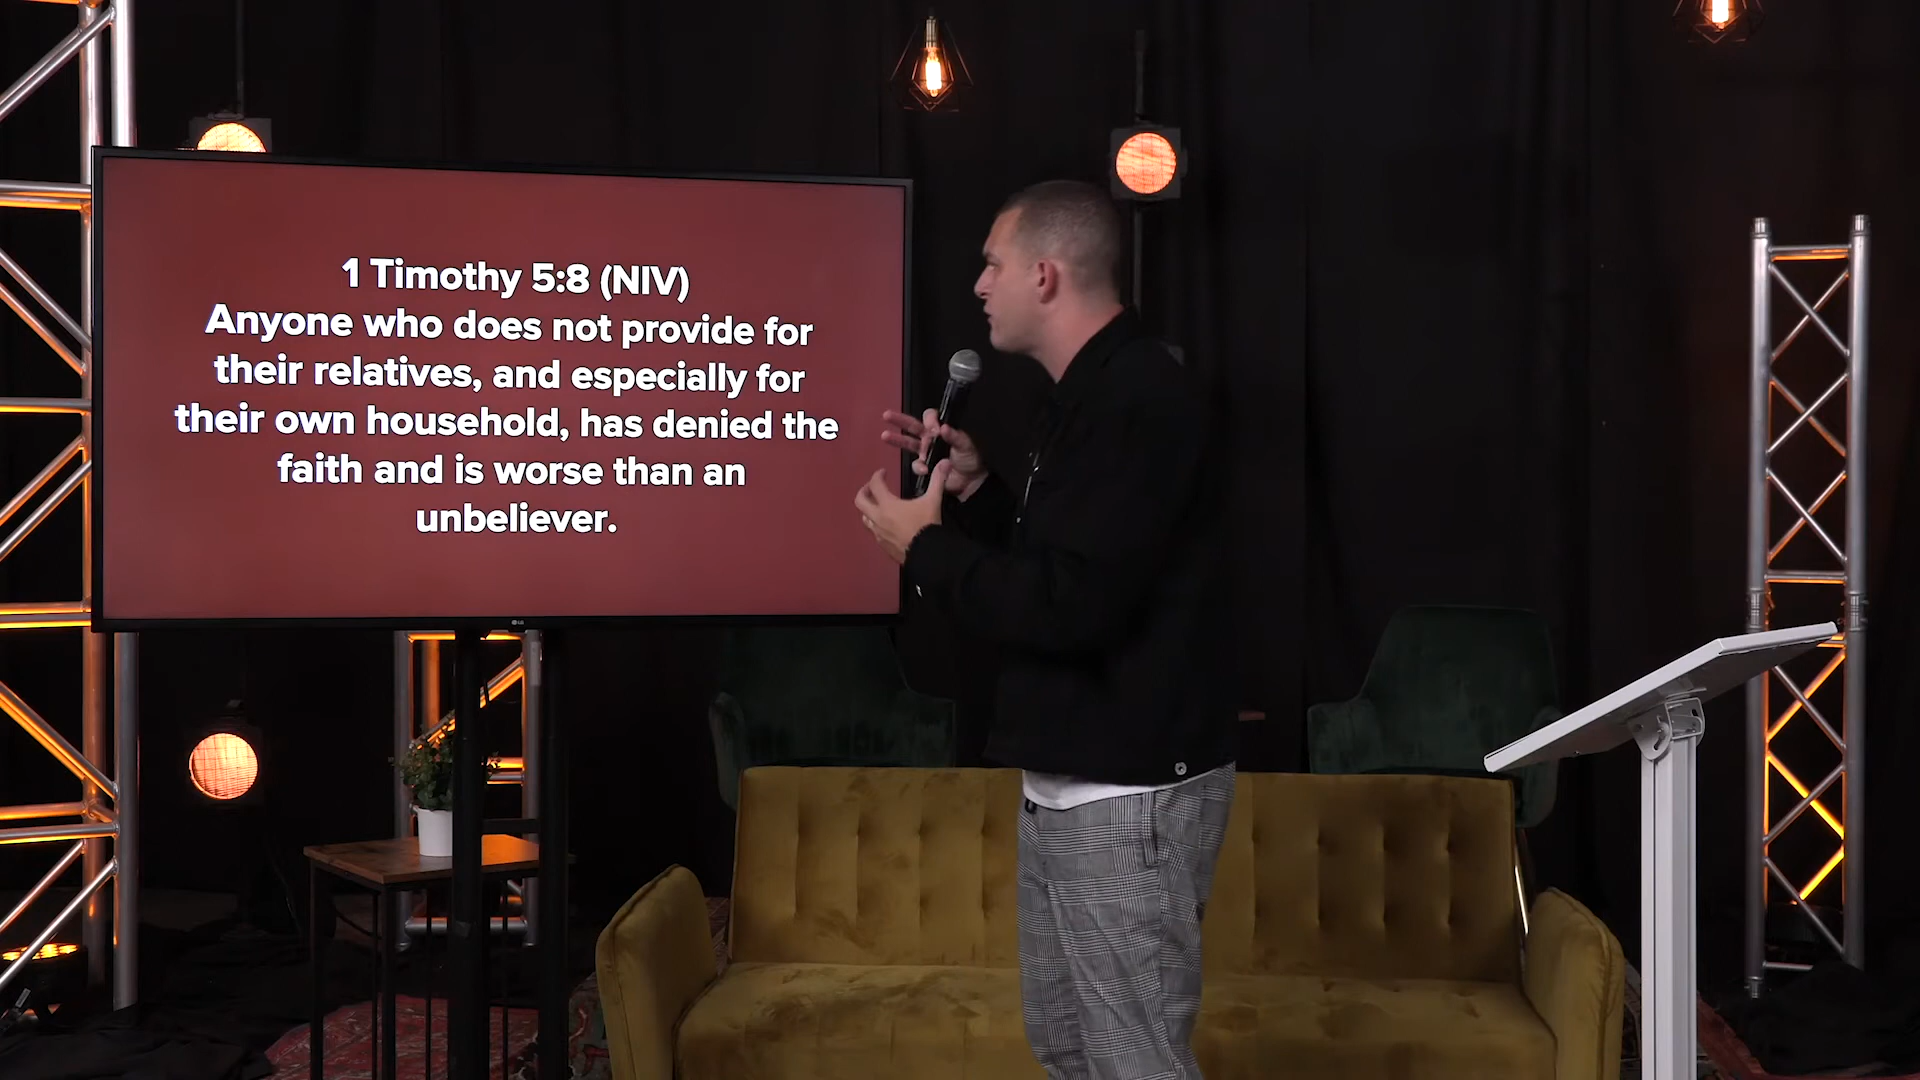 1 Timothy 5:8 (NIV)
Anyone who does not provide for
their relatives, and especially for
their own household, has denied the
faith and is worse than an
unbeliever.
LG